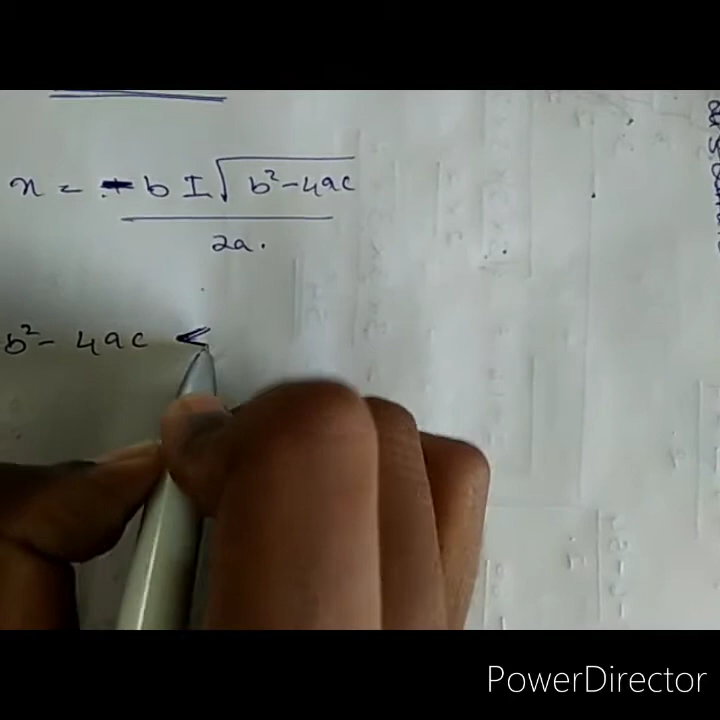 x = -b ± √b²-4ac
2a.
b² - 4ac <
PowerDirector